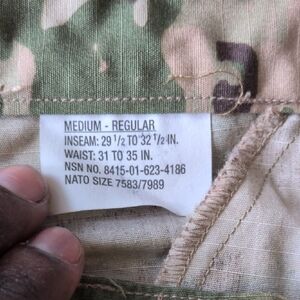 MEDIUM - REGULAR
INSEAM: 29 1/2 TO 32 1/2 IN.
WAIST: 31 TO 35 IN.
NSN NO. 8415-01-623-4186
NATO SIZE 7583/7989